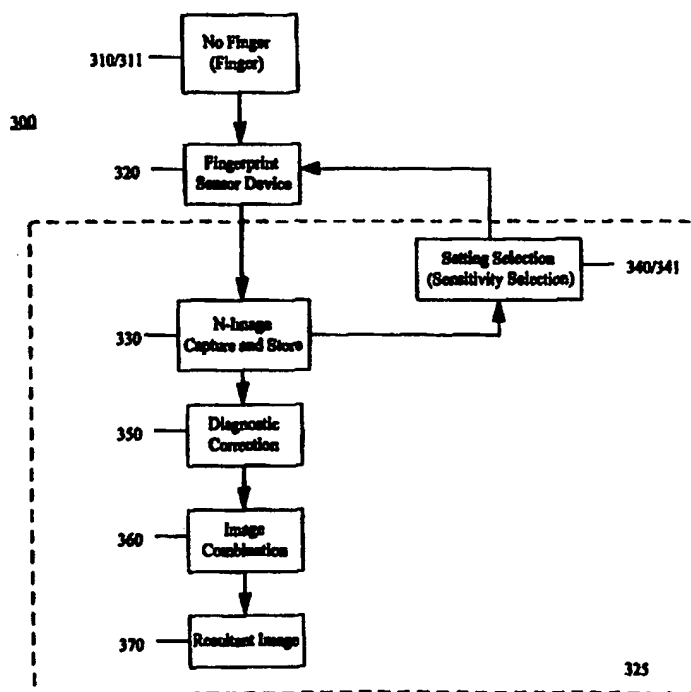 No Finger
(Finger)
310/311
300
320
Fingerprint
Sensor Device
Setting Selection
(Sensitivity Selection)
340/341
330
N-Image
Capture and Store
350
Diagnostic
Correction
360
Image
Combination
370
Resultant Image
325